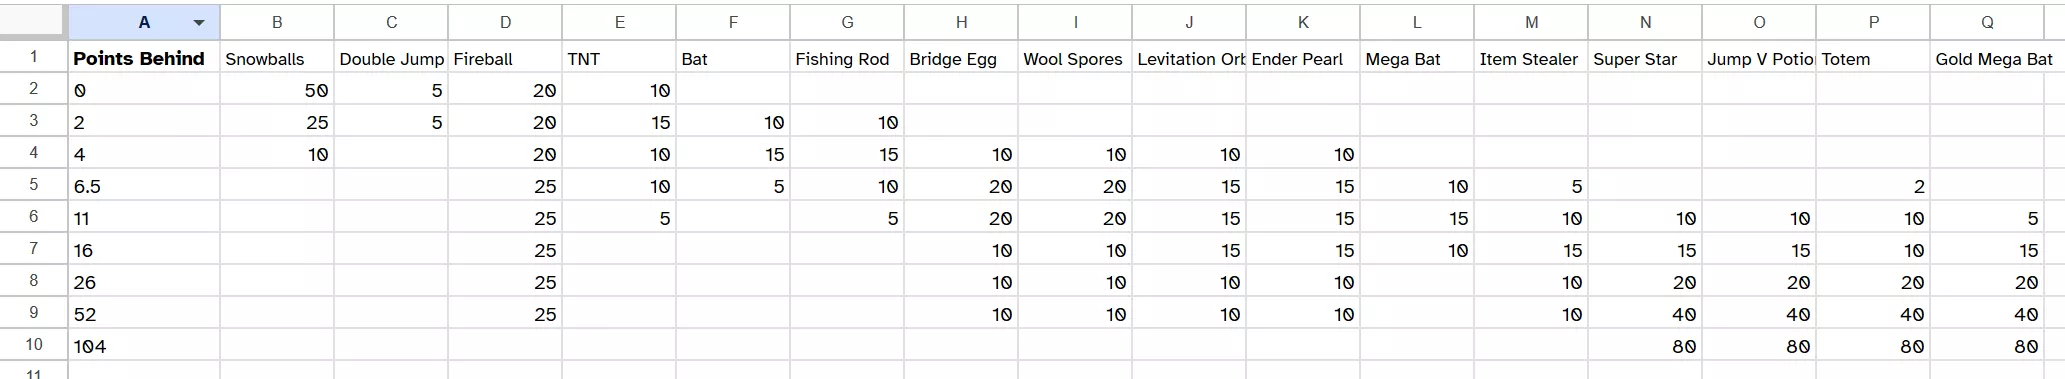 A B C D E F G H I J K L M N O P Q
1 Points Behind Snowballs Double Jump Fireball TNT Bat Fishing Rod Bridge Egg Wool Spores Levitation Orb Ender Pearl Mega Bat Item Stealer Super Star Jump V Potio Totem Gold Mega Bat
2 0 50 5 20 10
3 2 25 5 20 15 10 10
4 4 10 20 10 15 15 10 10 10 10
5 6.5 25 10 5 10 20 20 15 15 10 5 2
6 11 25 5 5 20 20 15 15 15 10 10 10 10 5
7 16 25 10 10 15 15 10 15 15 15 10 15
8 26 25 10 10 10 10 10 20 20 20 20
9 52 25 10 10 10 10 10 40 40 40 40
10 104 80 80 80 80
11